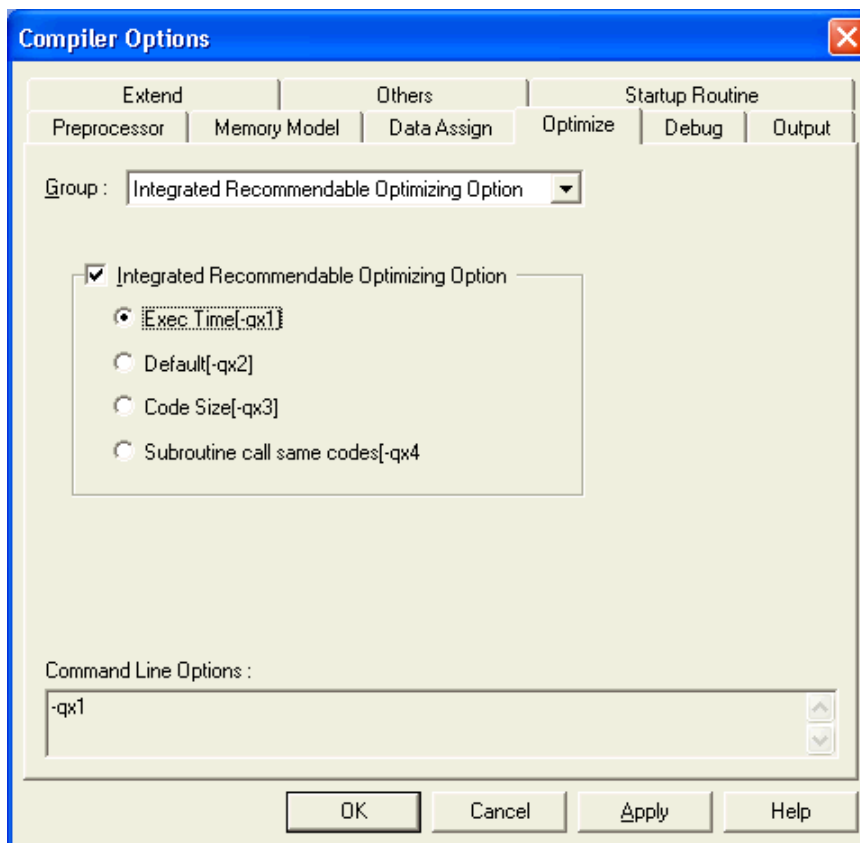 Compiler Options
Extend Others Startup Routine
Preprocessor Memory Model Data Assign Optimize Debug Output
Group : Integrated Recommendable Optimizing Option
Integrated Recommendable Optimizing Option
Exec Time[-qx1]
Default[-qx2]
Code Size[-qx3]
Subroutine call same codes[-qx4
Command Line Options :
-qx1
OK Cancel Apply Help